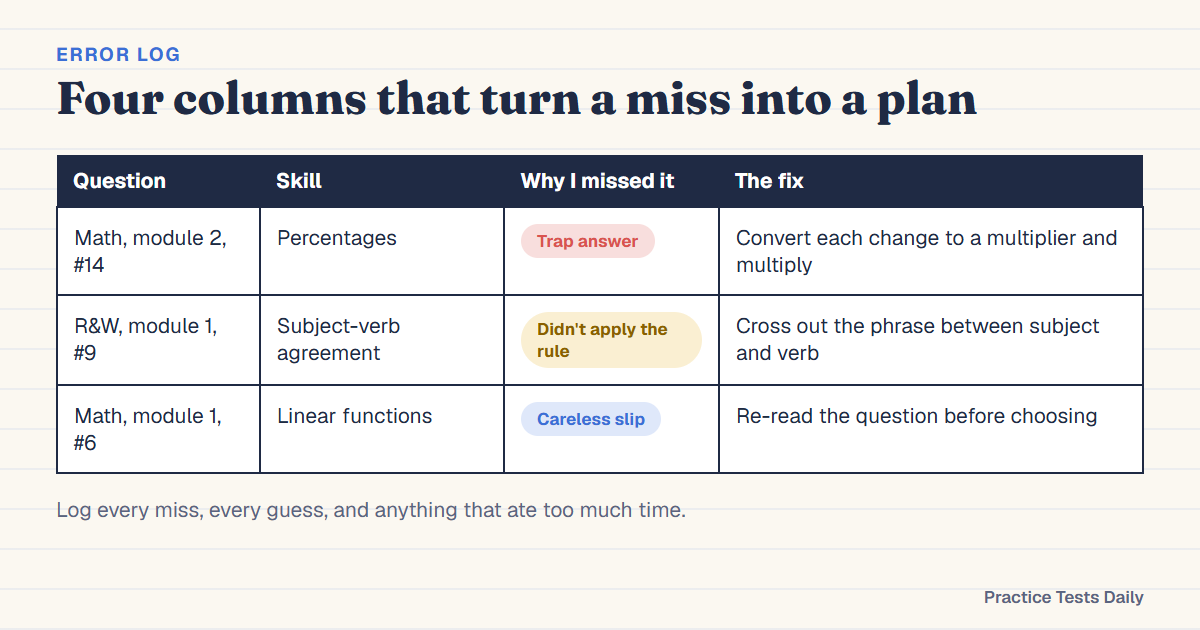 ERROR LOG
Four columns that turn a miss into a plan
Question Skill Why I missed it The fix
Math, module 2, #14 Percentages Trap answer Convert each change to a multiplier and multiply
R&W, module 1, #9 Subject-verb agreement Didn't apply the rule Cross out the phrase between subject and verb
Math, module 1, #6 Linear functions Careless slip Re-read the question before choosing
Log every miss, every guess, and anything that ate too much time.
Practice Tests Daily